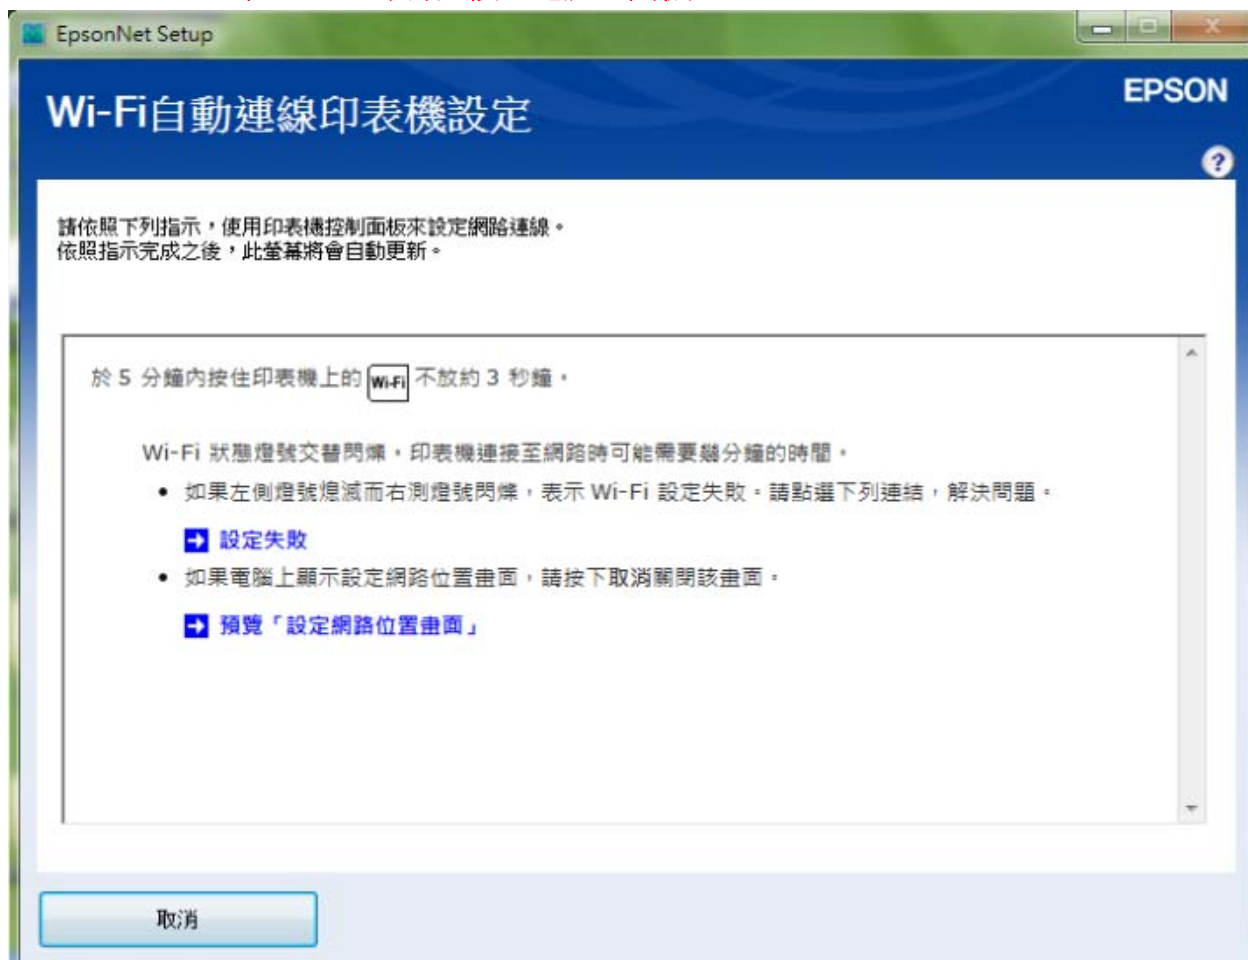 EpsonNet Setup
EPSON
Wi-Fi自動連線印表機設定
?
請依照下列指示，使用印表機控制面板來設定網路連線。
依照指示完成之後，此螢幕將會自動更新。
於 5 分鐘內按住印表機上的 Wi-Fi 不放約 3 秒鐘。
Wi-Fi 狀態燈號交替閃爍。印表機連接至網路時可能需要幾分鐘的時間。
• 如果左側燈號熄滅而右測燈號閃爍，表示 Wi-Fi 設定失敗。請點選下列連結，解決問題。
設定失敗
• 如果電腦上顯示設定網路位置畫面，請按下取消關閉該畫面。
預覽「設定網路位置畫面」
取消